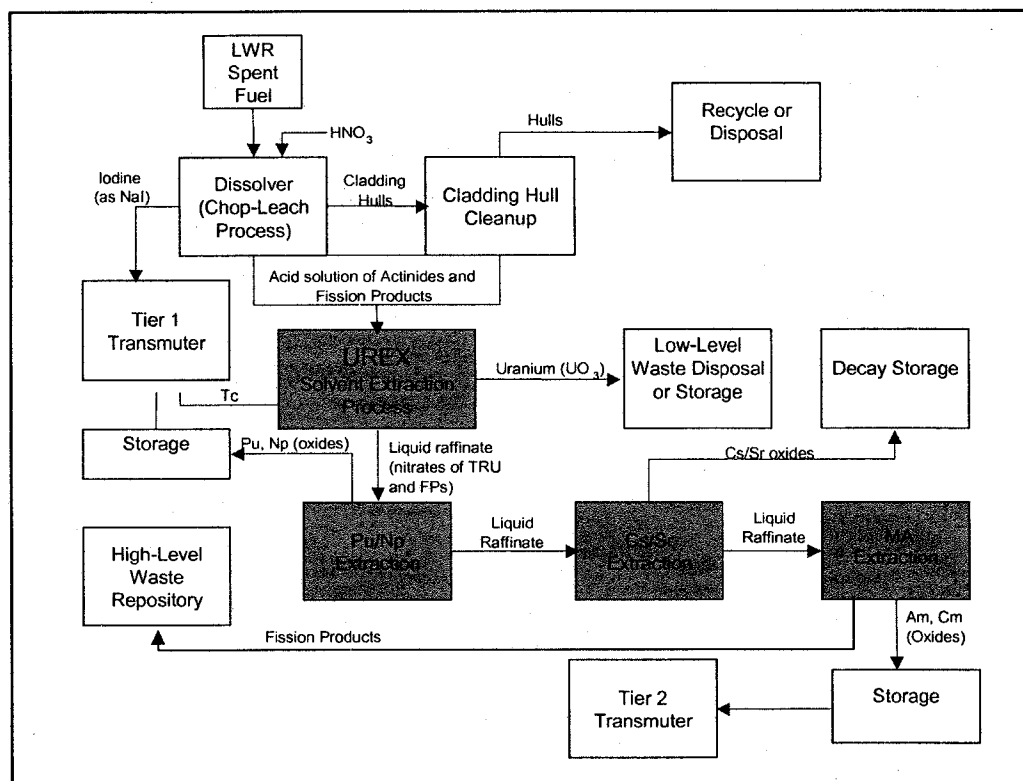 LWR
Spent
Fuel
HNO3
Hulls
Recycle or
Disposal
Iodine
(as NaI)
Dissolver
(Chop-Leach
Process)
Cladding
Hulls
Cladding Hull
Cleanup
Acid solution of Actinides and
Fission Products
Tier 1
Transmuter
UREX
Solvent Extraction
Process
Uranium (UO3)
Low-Level
Waste Disposal
or Storage
Decay Storage
Tc
Storage
Pu, Np (oxides)
Liquid raffinate
(nitrates of TRU
and FPs)
Cs/Sr oxides
High-Level
Waste
Repository
Pu/Np
Extraction
Liquid
Raffinate
Cs/Sr
Extraction
Liquid
Raffinate
MA
Extraction
Fission Products
Am, Cm
(Oxides)
Tier 2
Transmuter
Storage